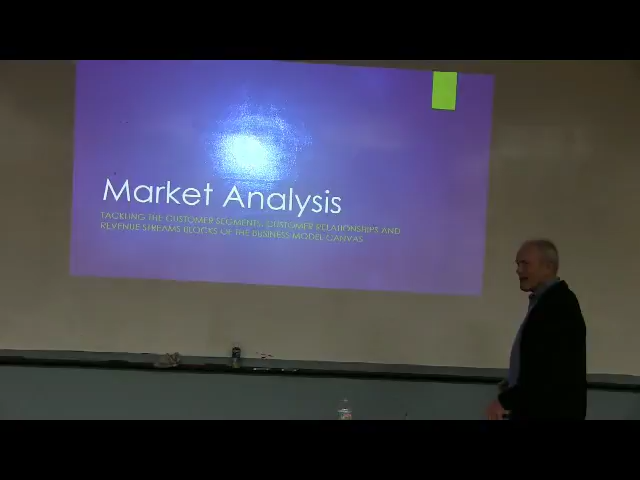 Market Analysis
TACKLING THE CUSTOMER SEGMENTS, CUSTOMER RELATIONSHIPS AND
REVENUE STREAMS BLOCKS OF THE BUSINESS MODEL CANVAS